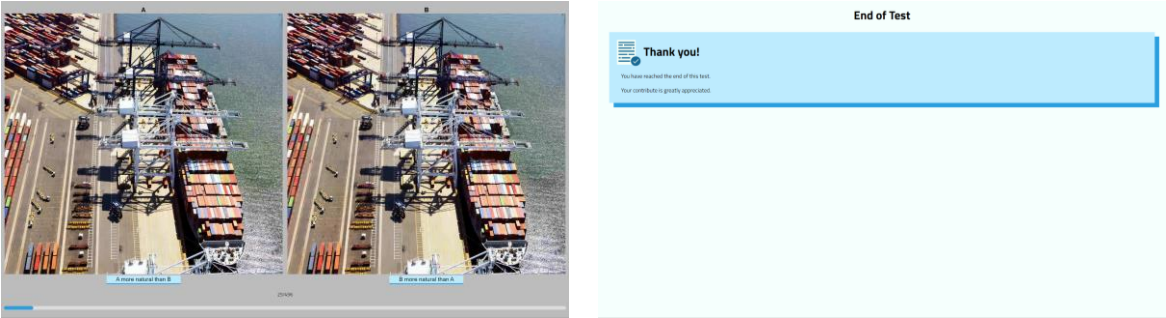 A
B
A more natural than B
B more natural than A
End of Test
Thank you!
You have reached the end of this test.
Your contribute is greatly appreciated.